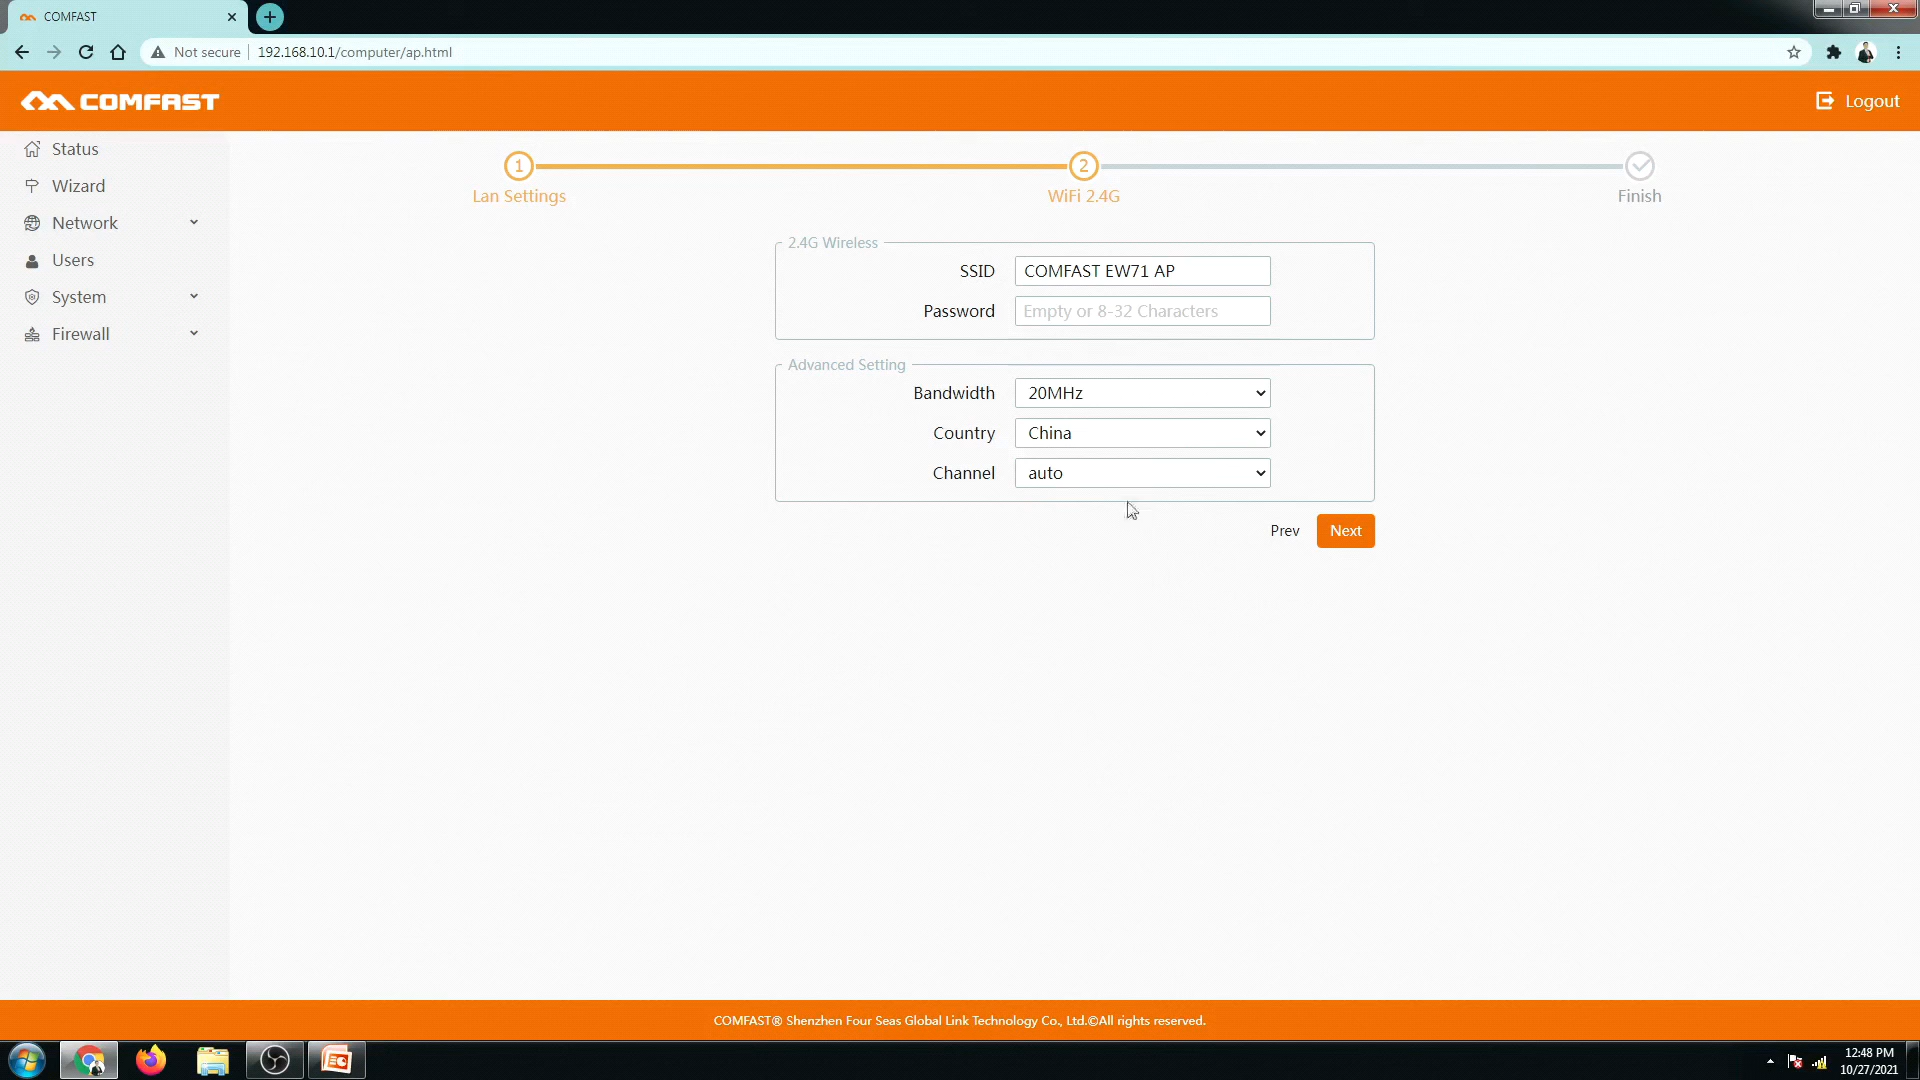 COMFAST
Not secure
192.168.10.1/computer/ap.html
COMFAST
Logout
Status
Wizard
Network
Users
System
Firewall
1
2
Lan Settings
WiFi 2.4G
Finish
2.4G Wireless
SSID
COMFAST EW71 AP
Password
Empty or 8-32 Characters
Advanced Setting
Bandwidth
20MHz
Country
China
Channel
auto
Prev
Next
COMFAST® Shenzhen Four Seas Global Link Technology Co., Ltd.©All rights reserved.
12:48 PM
10/27/2021